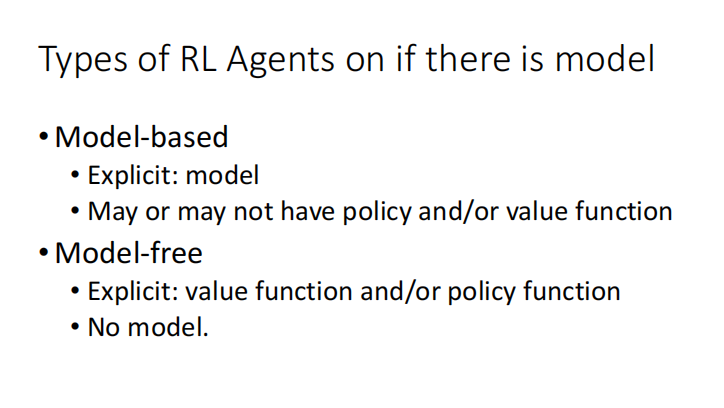 Types of RL Agents on if there is model
• Model-based
• Explicit: model
• May or may not have policy and/or value function
• Model-free
• Explicit: value function and/or policy function
• No model.